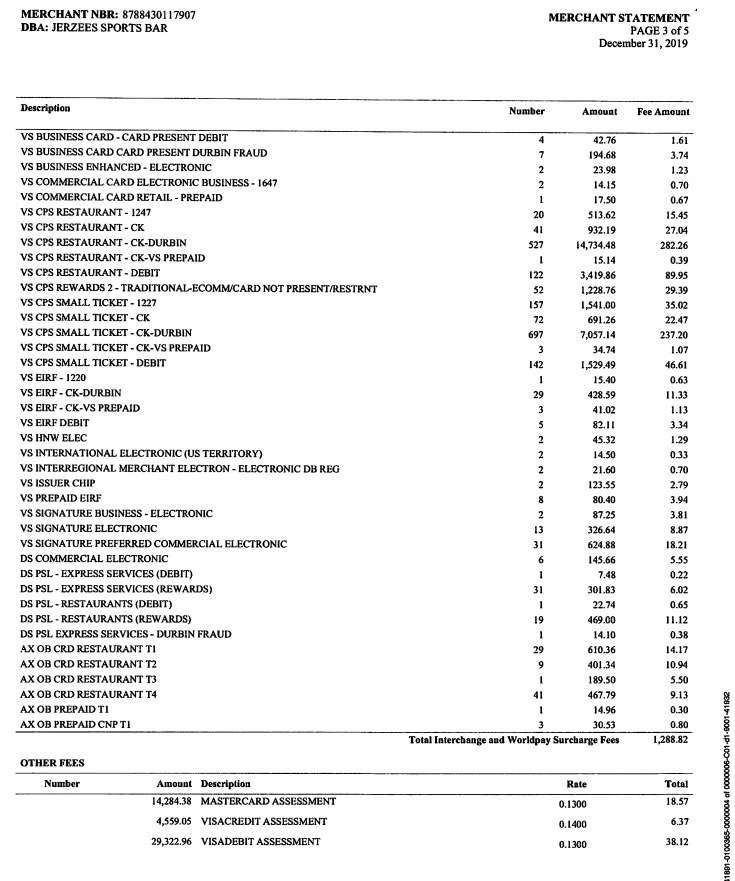 MERCHANT NBR: 8788430117907
DBA: JERZEES SPORTS BAR
MERCHANT STATEMENT
PAGE 3 of 5
December 31, 2019
Description Number Amount Fee Amount
VS BUSINESS CARD - CARD PRESENT DEBIT 4 42.76 1.61
VS BUSINESS CARD CARD PRESENT DURBIN FRAUD 7 194.68 3.74
VS BUSINESS ENHANCED - ELECTRONIC 2 23.98 1.23
VS COMMERCIAL CARD ELECTRONIC BUSINESS - 1647 2 14.15 0.70
VS COMMERCIAL CARD RETAIL - PREPAID 1 17.50 0.67
VS CPS RESTAURANT - 1247 20 513.62 15.45
VS CPS RESTAURANT - CK 41 932.19 27.04
VS CPS RESTAURANT - CK-DURBIN 527 14,734.48 282.26
VS CPS RESTAURANT - CK-VS PREPAID 1 15.14 0.39
VS CPS RESTAURANT - DEBIT 122 3,419.86 89.95
VS CPS REWARDS 2 - TRADITIONAL-ECOMM/CARD NOT PRESENT/RESTRNT 52 1,228.76 29.39
VS CPS SMALL TICKET - 1227 157 1,541.00 35.02
VS CPS SMALL TICKET - CK 72 691.26 22.47
VS CPS SMALL TICKET - CK-DURBIN 697 7,057.14 237.20
VS CPS SMALL TICKET - CK-VS PREPAID 3 34.74 1.07
VS CPS SMALL TICKET - DEBIT 142 1,529.49 46.61
VS EIRF - 1220 1 15.40 0.63
VS EIRF - CK-DURBIN 29 428.59 11.33
VS EIRF - CK-VS PREPAID 3 41.02 1.13
VS EIRF DEBIT 5 82.11 3.34
VS HNW ELEC 2 45.32 1.29
VS INTERNATIONAL ELECTRONIC (US TERRITORY) 2 14.50 0.33
VS INTERREGIONAL MERCHANT ELECTRON - ELECTRONIC DB REG 2 21.60 0.70
VS ISSUER CHIP 2 123.55 2.79
VS PREPAID EIRF 8 80.40 3.94
VS SIGNATURE BUSINESS - ELECTRONIC 2 87.25 3.81
VS SIGNATURE ELECTRONIC 13 326.64 8.87
VS SIGNATURE PREFERRED COMMERCIAL ELECTRONIC 31 624.88 18.21
DS COMMERCIAL ELECTRONIC 6 145.66 5.55
DS PSL - EXPRESS SERVICES (DEBIT) 1 7.48 0.22
DS PSL - EXPRESS SERVICES (REWARDS) 31 301.83 6.02
DS PSL - RESTAURANTS (DEBIT) 1 22.74 0.65
DS PSL - RESTAURANTS (REWARDS) 19 469.00 11.12
DS PSL EXPRESS SERVICES - DURBIN FRAUD 1 14.10 0.38
AX OB CRD RESTAURANT T1 29 610.36 14.17
AX OB CRD RESTAURANT T2 9 401.34 10.94
AX OB CRD RESTAURANT T3 1 189.50 5.50
AX OB CRD RESTAURANT T4 41 467.79 9.13
AX OB PREPAID T1 1 14.96 0.30
AX OB PREPAID CNP T1 3 30.53 0.80
Total Interchange and Worldpay Surcharge Fees 1,288.82
OTHER FEES
Number Amount Description Rate Total
14,284.38 MASTERCARD ASSESSMENT 0.1300 18.57
4,559.05 VISACREDIT ASSESSMENT 0.1400 6.37
29,322.96 VISADEBIT ASSESSMENT 0.1300 38.12